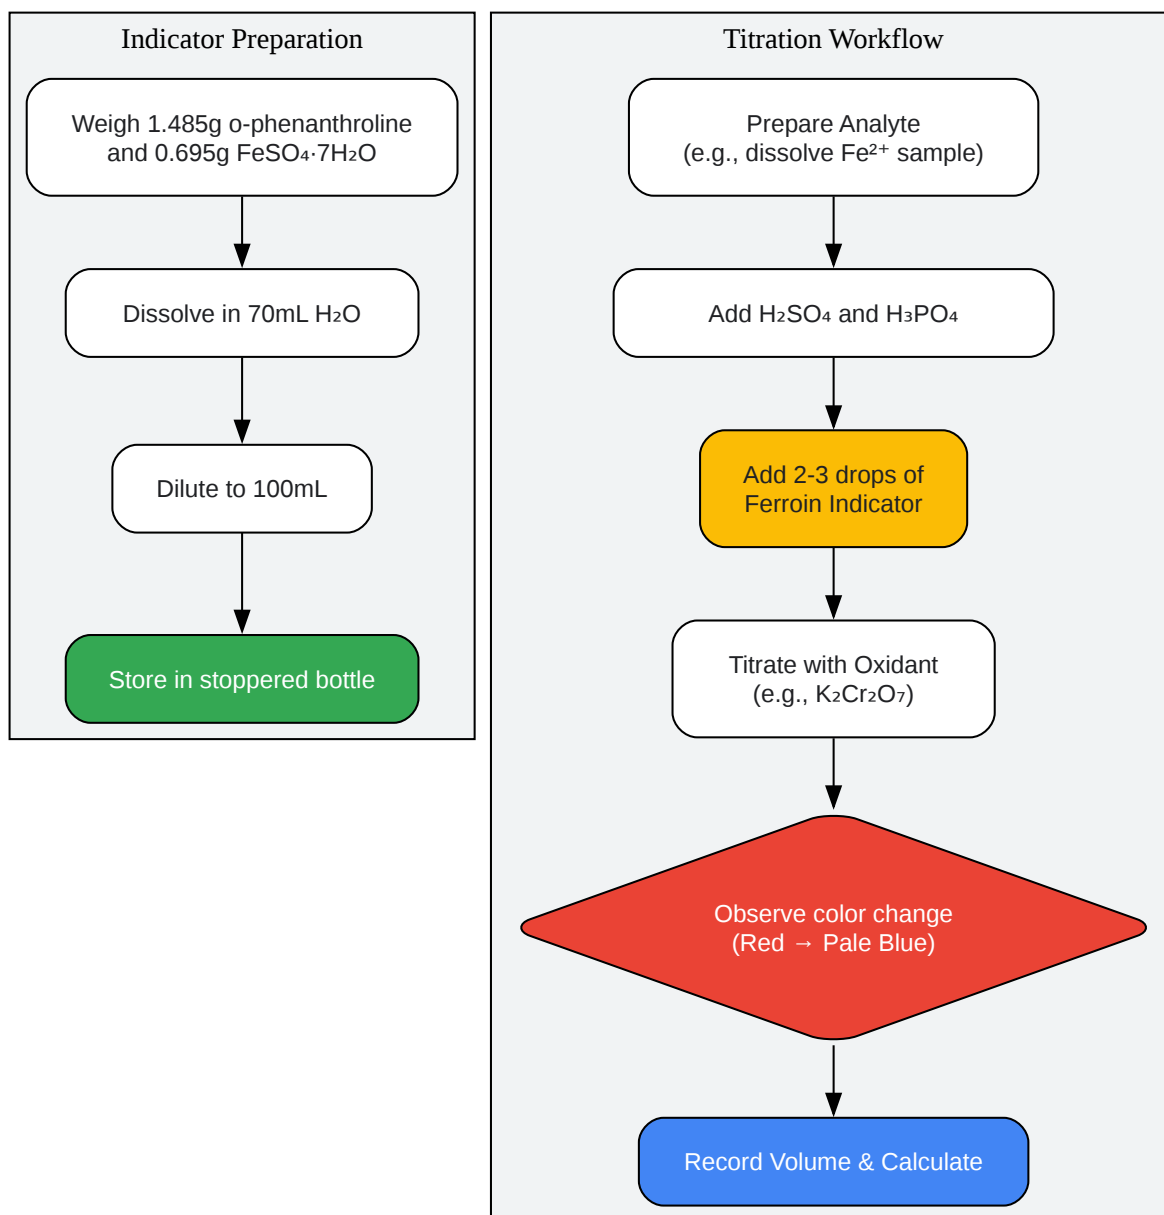 Indicator Preparation
Weigh 1.485g o-phenanthroline
and 0.695g FeSO₄·7H₂O
Dissolve in 70mL H₂O
Dilute to 100mL
Store in stoppered bottle
Titration Workflow
Prepare Analyte
(e.g., dissolve Fe²⁺ sample)
Add H₂SO₄ and H₃PO₄
Add 2-3 drops of
Ferroin Indicator
Titrate with Oxidant
(e.g., K₂Cr₂O₇)
Observe color change
(Red → Pale Blue)
Record Volume & Calculate